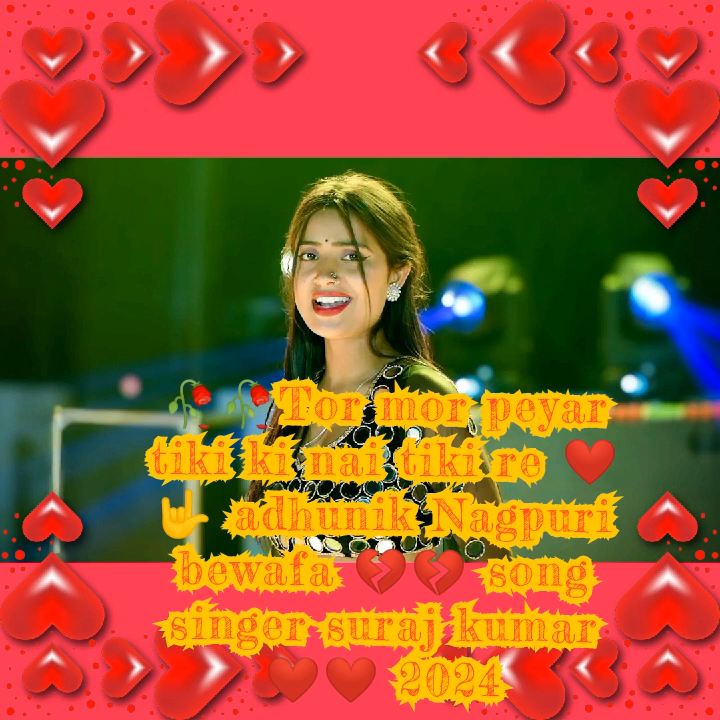 🥀🥀Tor mor peyar
tiki ki nai tiki re ❤️
🤟 adhunik Nagpuri
bewafa 💔💔 song
singer suraj kumar
❤️❤️ 2024